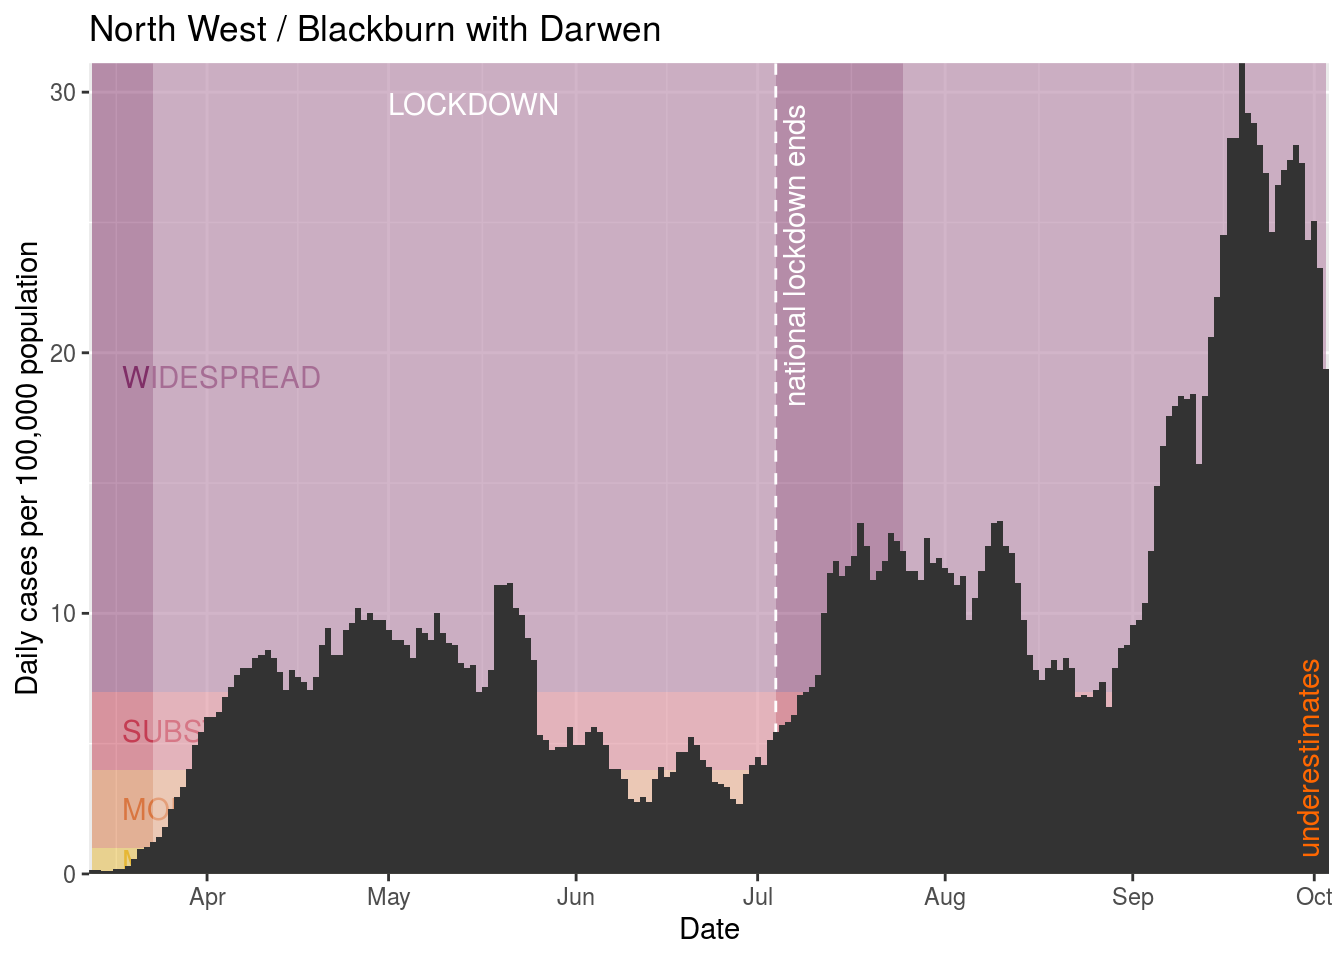 North West / Blackburn with Darwen
Daily cases per 100,000 population
30
20
10
0
LOCKDOWN
national lockdown ends
WIDESPREAD
SUBS
MO
underestimates
Apr
May
Jun
Jul
Aug
Sep
Oct
Date